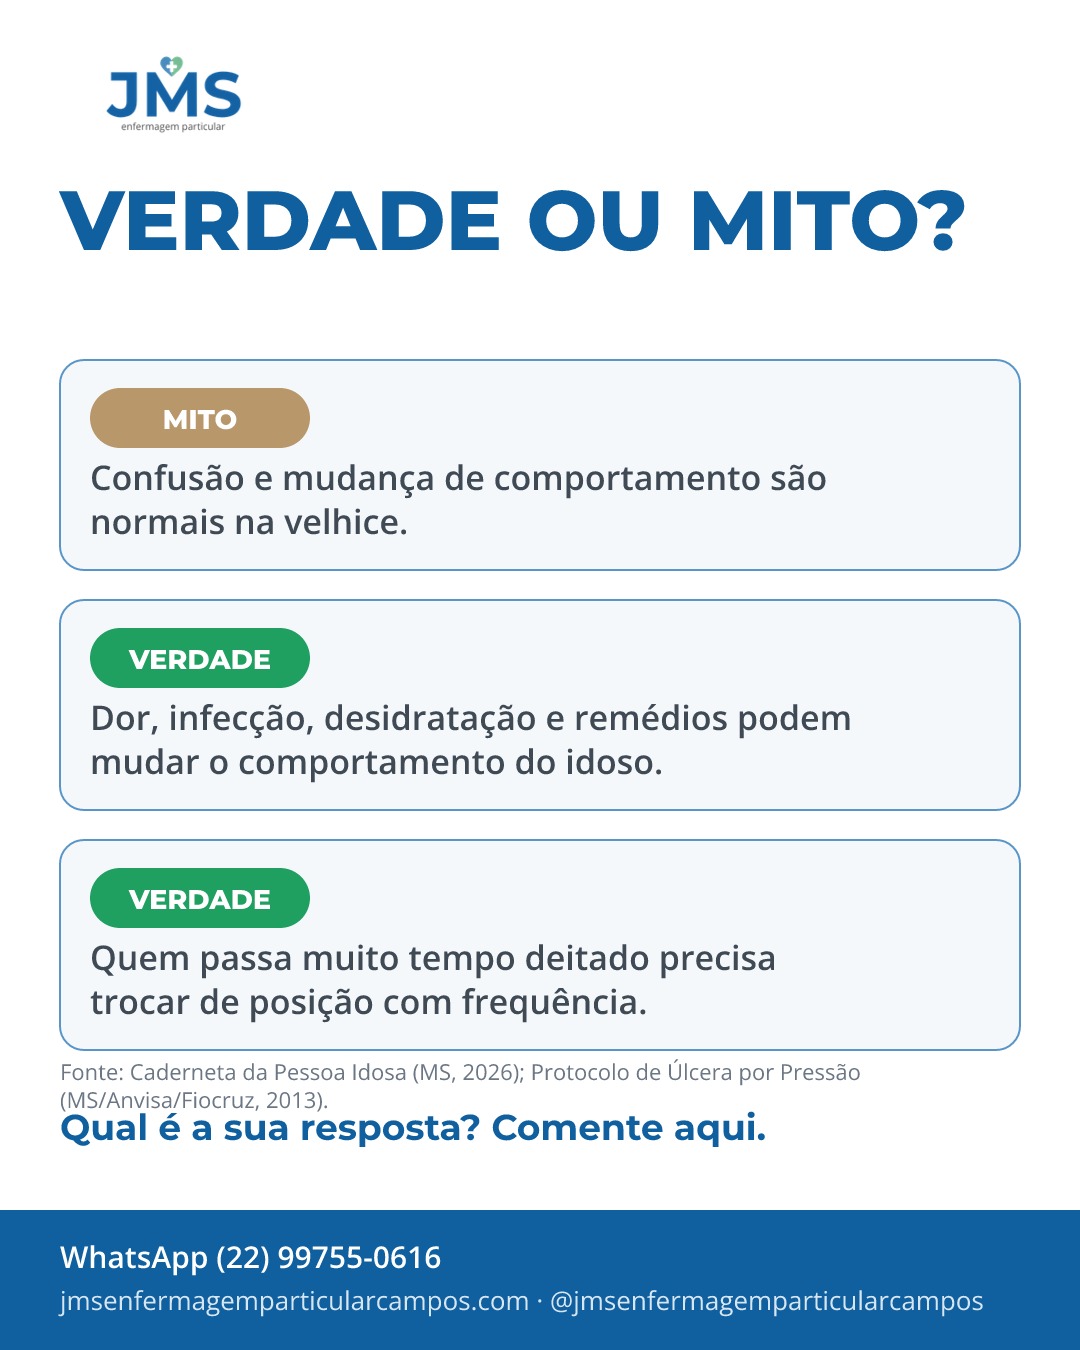 JMS
enfermagem particular
VERDADE OU MITO?
MITO
Confusão e mudança de comportamento são
normais na velhice.
VERDADE
Dor, infecção, desidratação e remédios podem
mudar o comportamento do idoso.
VERDADE
Quem passa muito tempo deitado precisa
trocar de posição com frequência.
Fonte: Caderneta da Pessoa Idosa (MS, 2026); Protocolo de Úlcera por Pressão
(MS/Anvisa/Fiocruz, 2013).
Qual é a sua resposta? Comente aqui.
WhatsApp (22) 99755-0616
jmsenfermagemparticularcampos.com · @jmsenfermagemparticularcampos